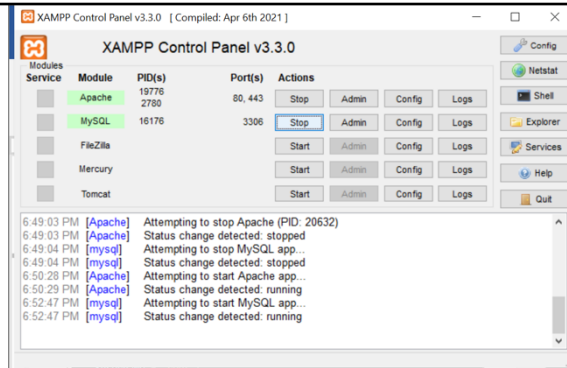 XAMPP Control Panel v3.3.0 [ Compiled: Apr 6th 2021 ]
XAMPP Control Panel v3.3.0
Config
Modules
Service Module PID(s) Port(s) Actions
Netstat
Apache 19776 2780 80, 443 Stop Admin Config Logs
Shell
MySQL 16176 3306 Stop Admin Config Logs
Explorer
FileZilla Start Admin Config Logs
Services
Mercury Start Admin Config Logs
Help
Tomcat Start Admin Config Logs
Quit
6:49:03 PM [Apache] Attempting to stop Apache (PID: 20632)
6:49:03 PM [Apache] Status change detected: stopped
6:49:04 PM [mysql] Attempting to stop MySQL app...
6:49:04 PM [mysql] Status change detected: stopped
6:50:28 PM [Apache] Attempting to start Apache app...
6:50:29 PM [Apache] Status change detected: running
6:52:47 PM [mysql] Attempting to start MySQL app...
6:52:47 PM [mysql] Status change detected: running